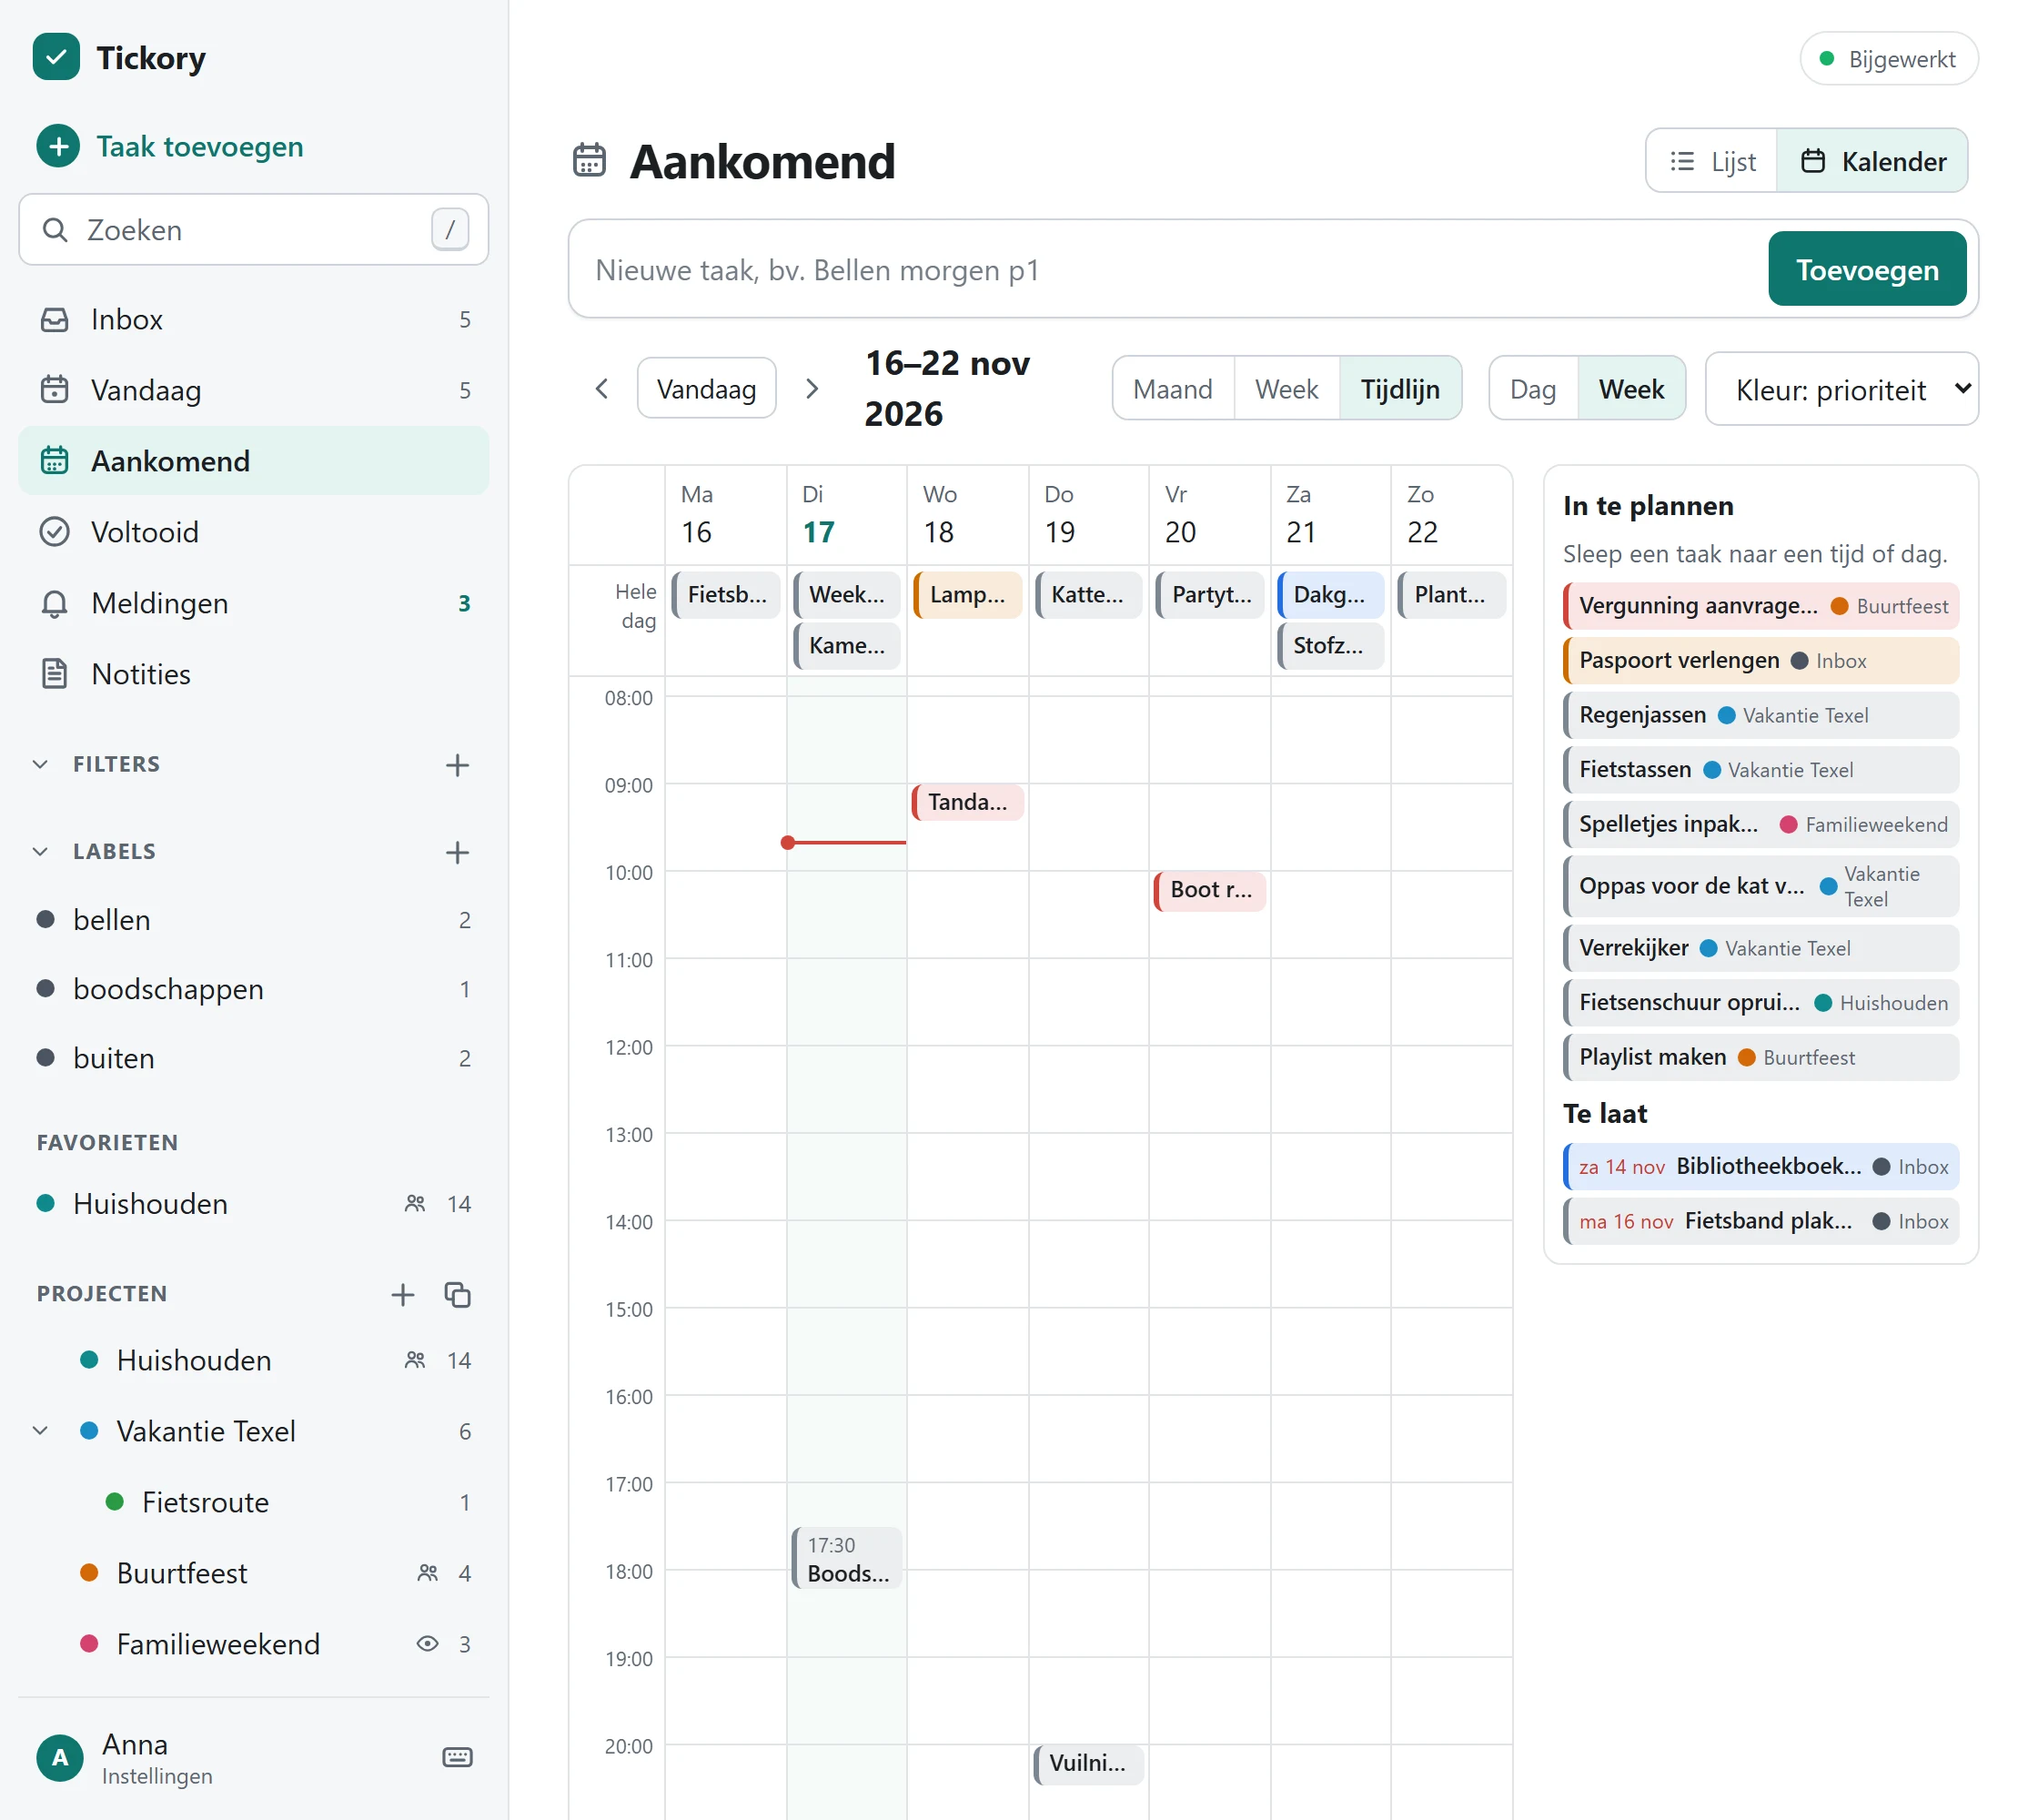 Tickory
Taak toevoegen
Zoeken /
Inbox 5
Vandaag 5
Aankomend
Voltooid
Meldingen 3
Notities
FILTERS
LABELS
bellen 2
boodschappen 1
buiten 2
FAVORIETEN
Huishouden 14
PROJECTEN
Huishouden 14
Vakantie Texel 6
Fietsroute 1
Buurtfeest 4
Familieweekend 3
A Anna
Instellingen
Bijgewerkt
Aankomend
Lijst Kalender
Nieuwe taak, bv. Bellen morgen p1
Toevoegen
Vandaag
16–22 nov
2026
Maand Week Tijdlijn
Dag Week
Kleur: prioriteit
Ma Di Wo Do Vr Za Zo
16 17 18 19 20 21 22
Hele
dag
Fietsb... Week... Lamp... Katte... Partyt... Dakg... Plant...
Kame... Stofz...
08:00
09:00
Tanda...
10:00
Boot r...
11:00
12:00
13:00
14:00
15:00
16:00
17:00
17:30
18:00
Boods...
19:00
20:00
Vuilni...
In te plannen
Sleep een taak naar een tijd of dag.
Vergunning aanvrage... Buurtfeest
Paspoort verlengen Inbox
Regenjassen Vakantie Texel
Fietstassen Vakantie Texel
Spelletjes inpak... Familieweekend
Oppas voor de kat v... Vakantie
Texel
Verrekijker Vakantie Texel
Fietsenschuur oprui... Huishouden
Playlist maken Buurtfeest
Te laat
za 14 nov Bibliotheekboek... Inbox
ma 16 nov Fietsband plak... Inbox